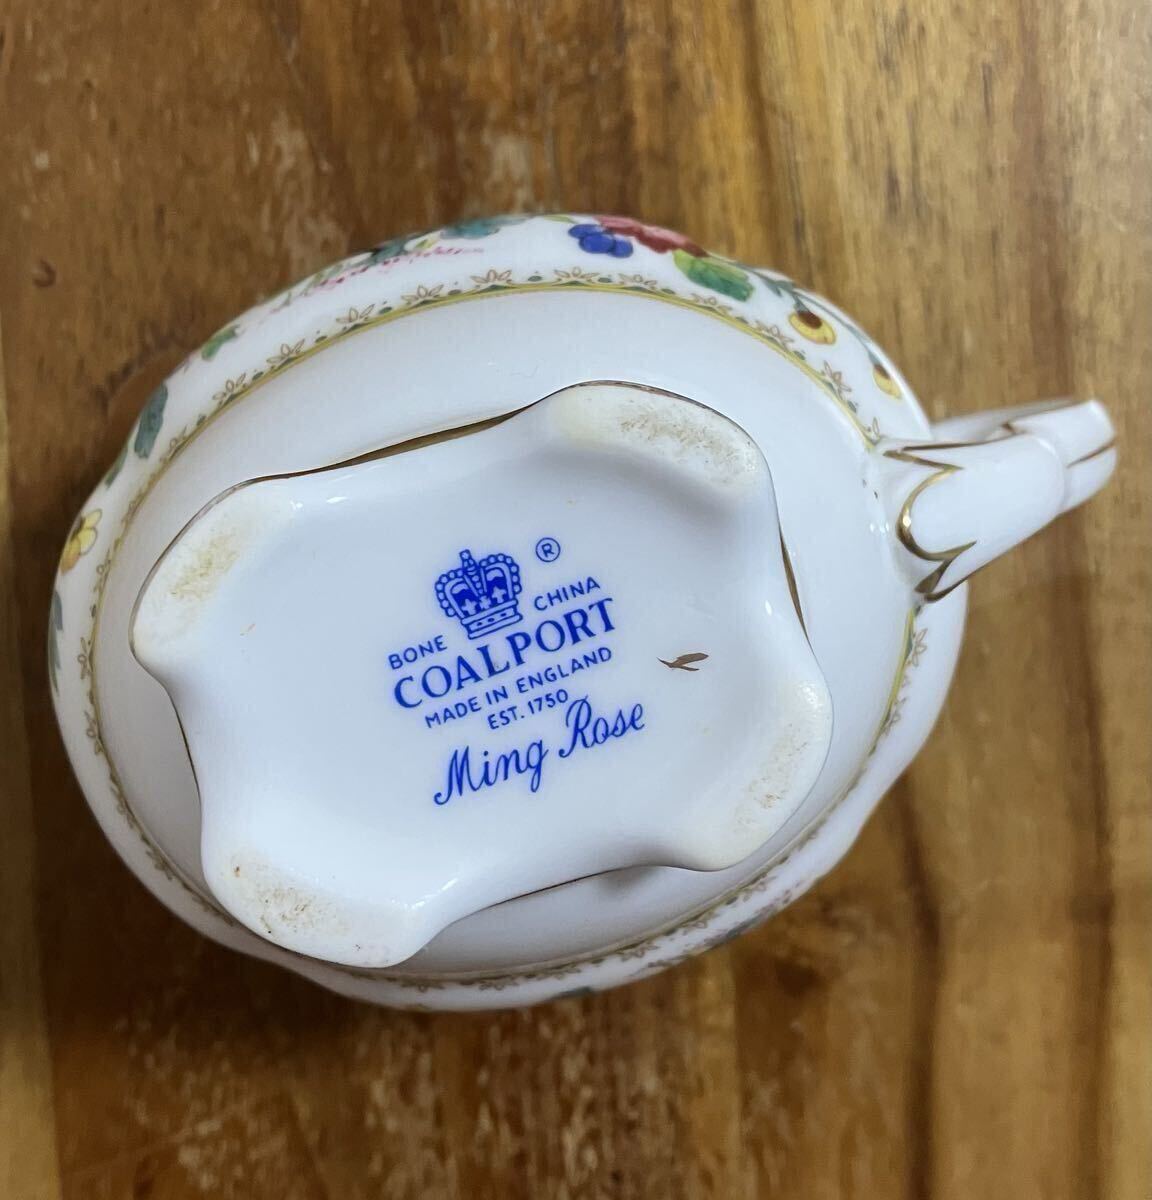 ®
BONE CHINA
COALPORT
MADE IN ENGLAND
EST. 1750
Ming Rose